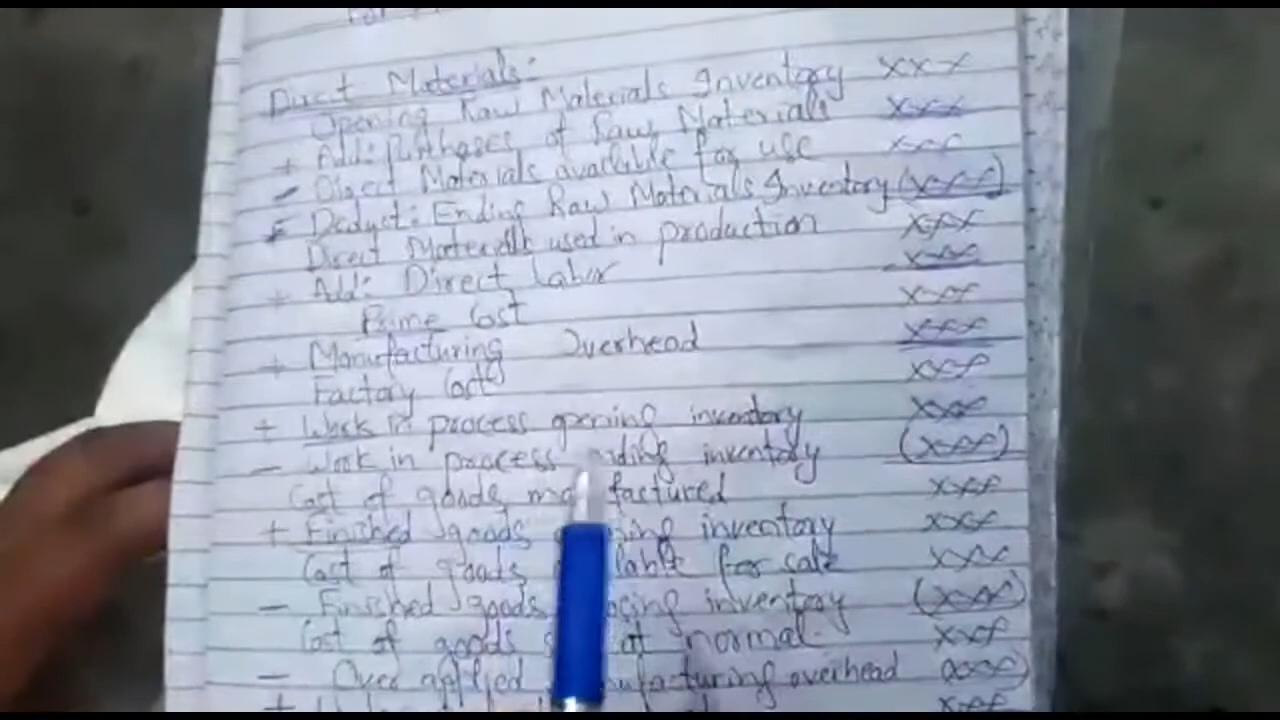 Direct Materials:
Opening Raw Materials Inventory xxx
+ Add: Purchases of Raw Materials xxx
- Direct Materials available for use xxx
Deduct: Ending Raw Materials Inventory (xxx)
Direct Materials used in production xxx
+ Add: Direct Labor xxx
Prime Cost xxx
+ Manufacturing Overhead xxx
Factory Cost xxx
+ Work in process opening inventory xxx
- Work in process ending inventory (xxx)
Cost of goods factured xxx
+ Finished goods inventory xxx
Cost of goods for sale xxx
- Finished goods inventory (xxx)
Cost of goods at normal xxx
- Over applied manufacturing overhead (xxx)
+ xxx